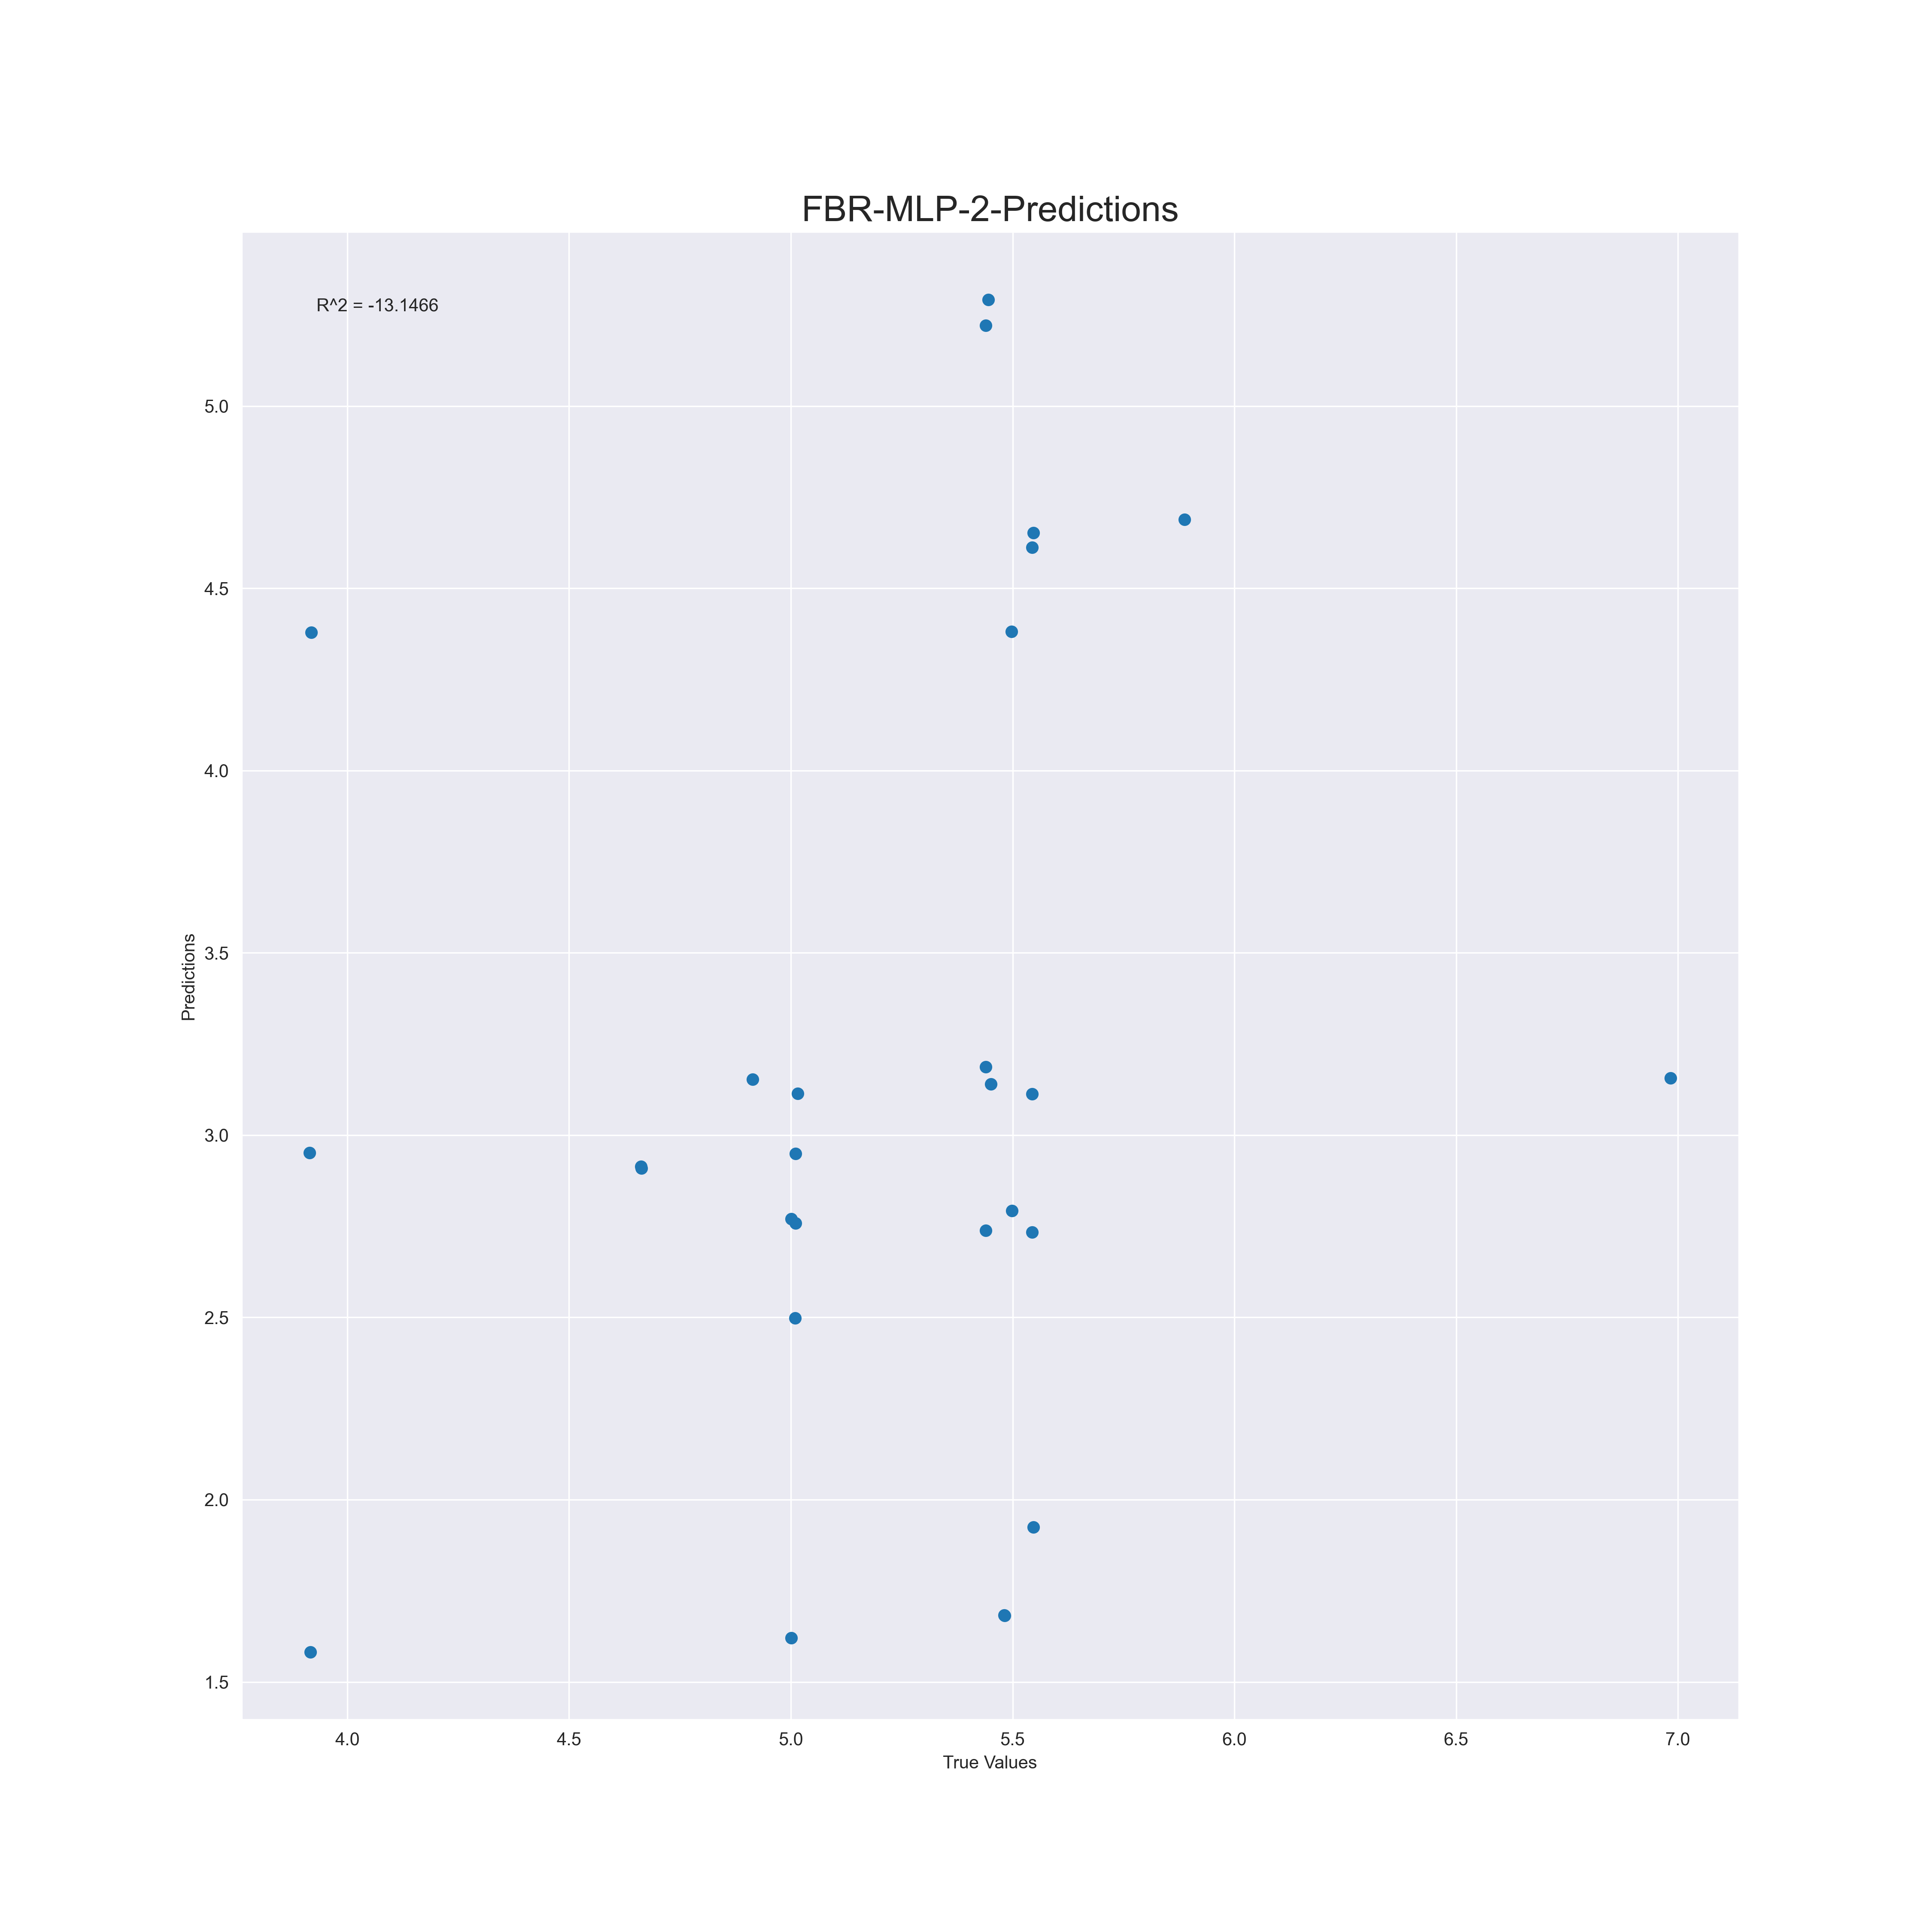 FBR-MLP-2-Predictions
R^2 = -13.1466
5.0
4.5
4.0
3.5
3.0
2.5
2.0
1.5
Predictions
4.0 4.5 5.0 5.5 6.0 6.5 7.0
True Values